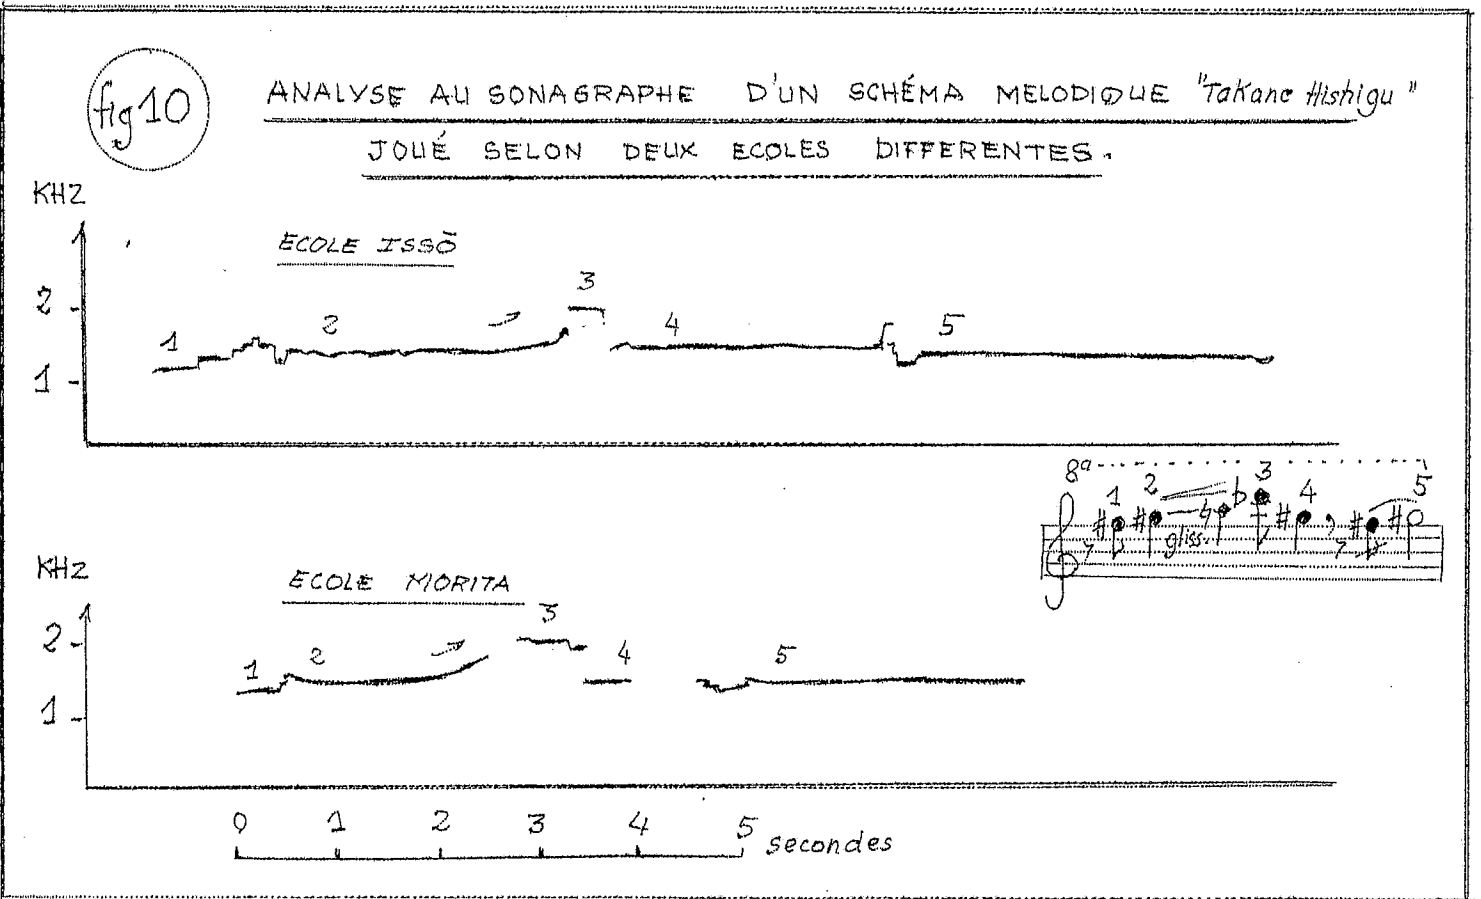 fig 10
ANALYSE AU SONAGRAPHE D'UN SCHÉMA MELODIQUE "Takane Hishigu"
JOUÉ SELON DEUX ECOLES DIFFERENTES.
KHZ
ECOLE ISSŌ
2
1
1 2 3 4 5
8a
1 2 3 4 5
gliss.
KHZ
ECOLE MORITA
2
1
1 2 3 4 5
0 1 2 3 4 5 secondes